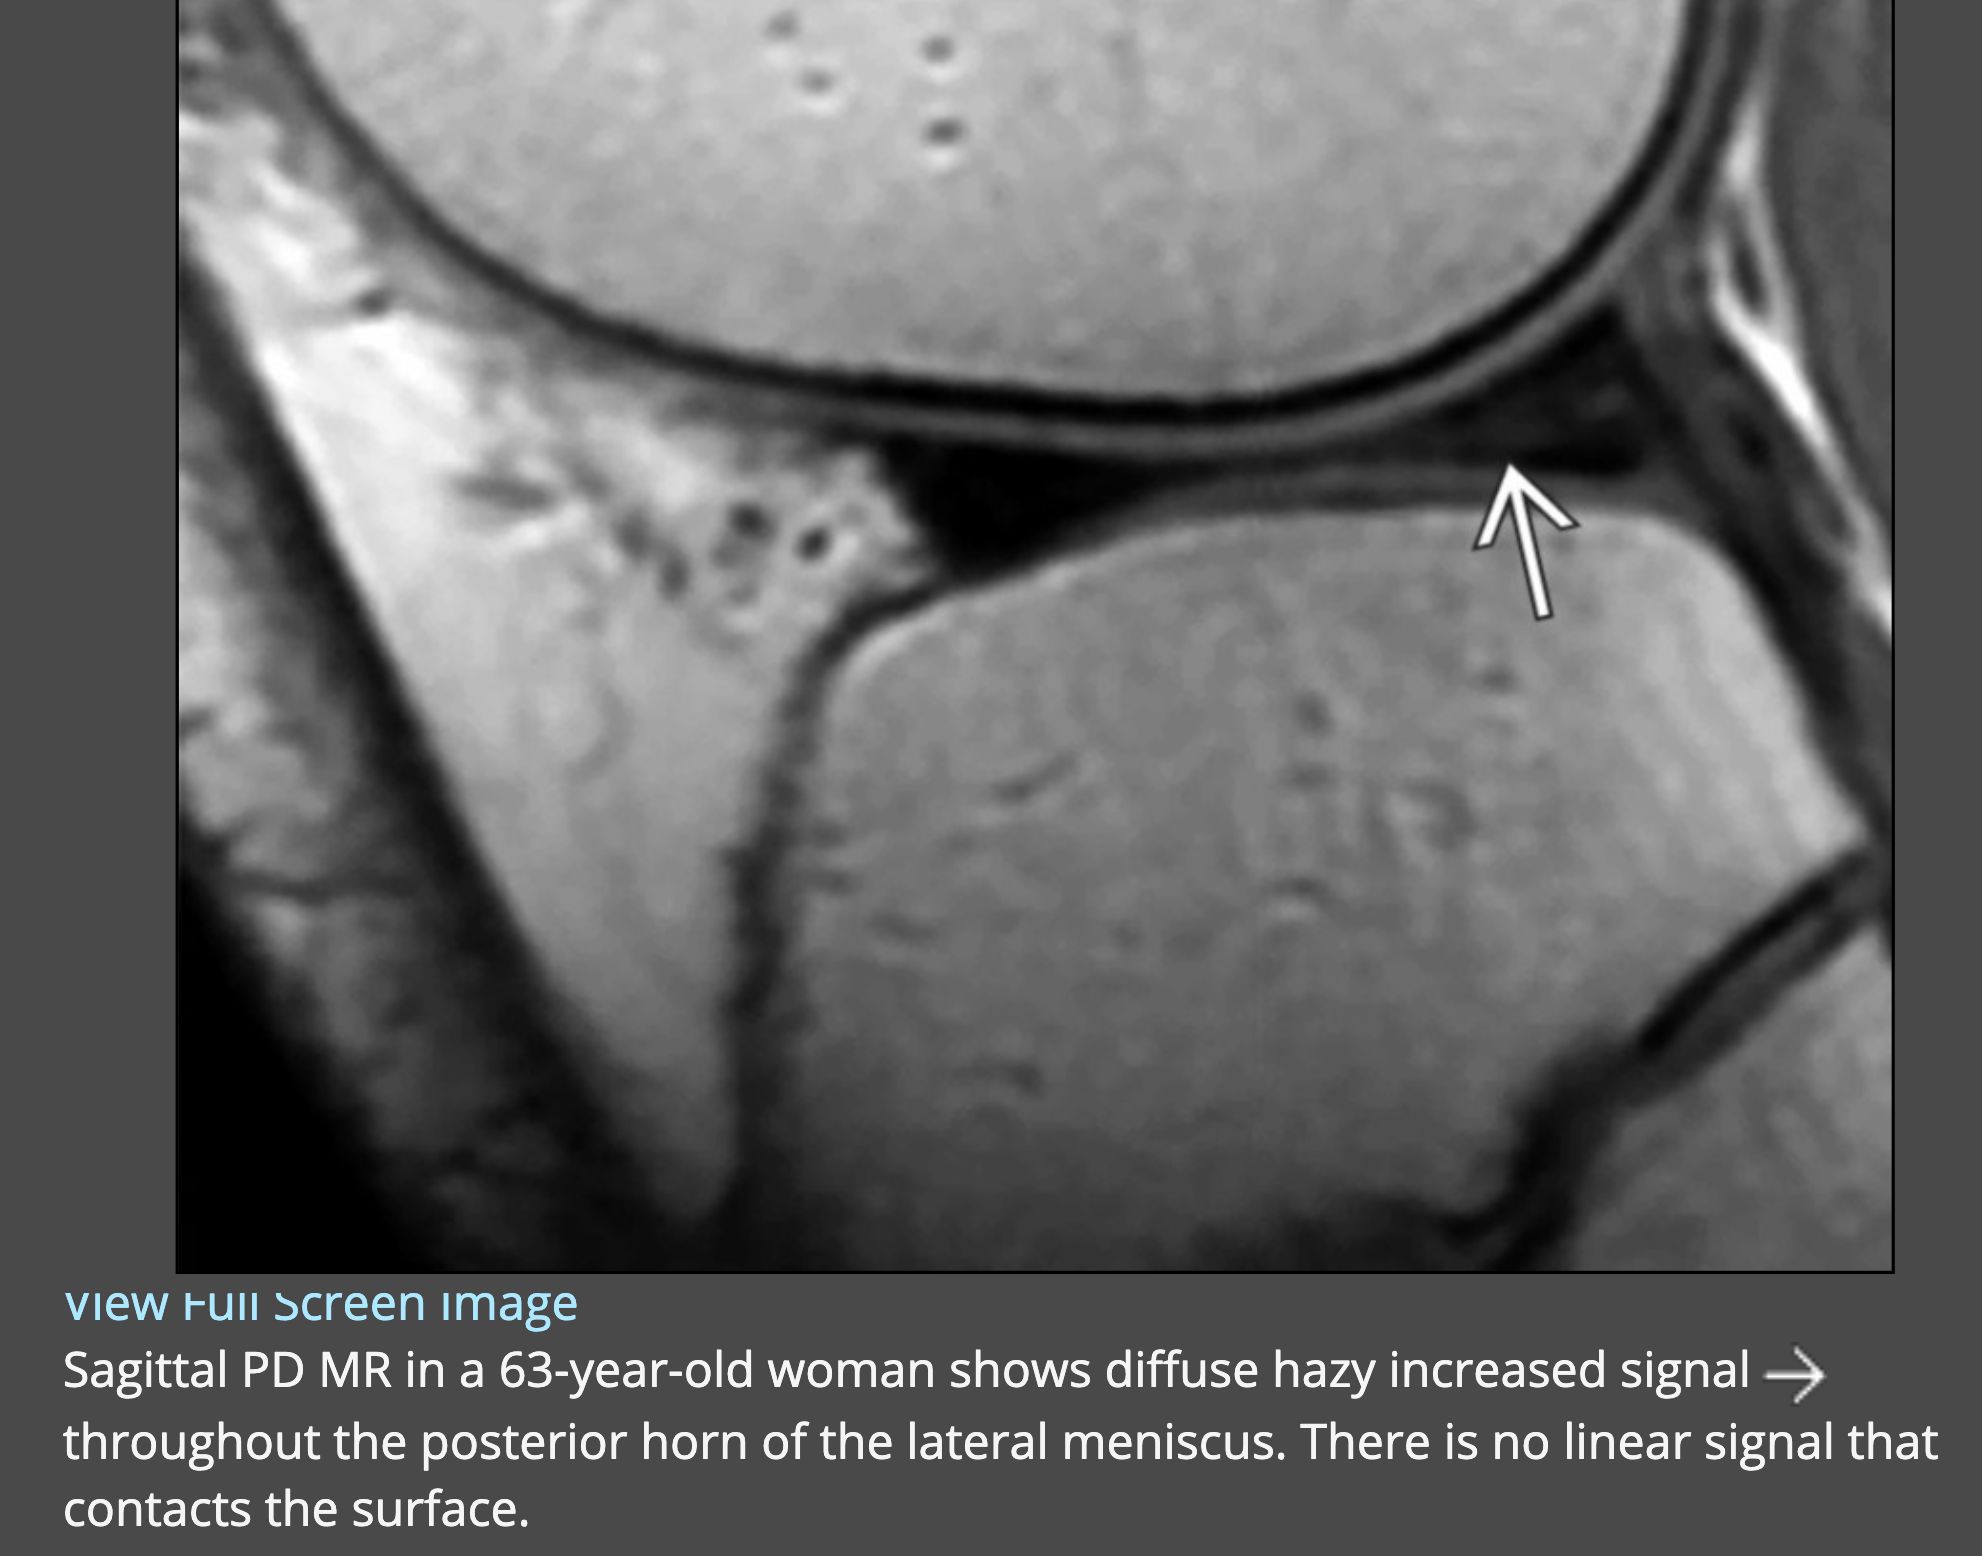 View Full Screen Image
Sagittal PD MR in a 63-year-old woman shows diffuse hazy increased signal →
throughout the posterior horn of the lateral meniscus. There is no linear signal that
contacts the surface.